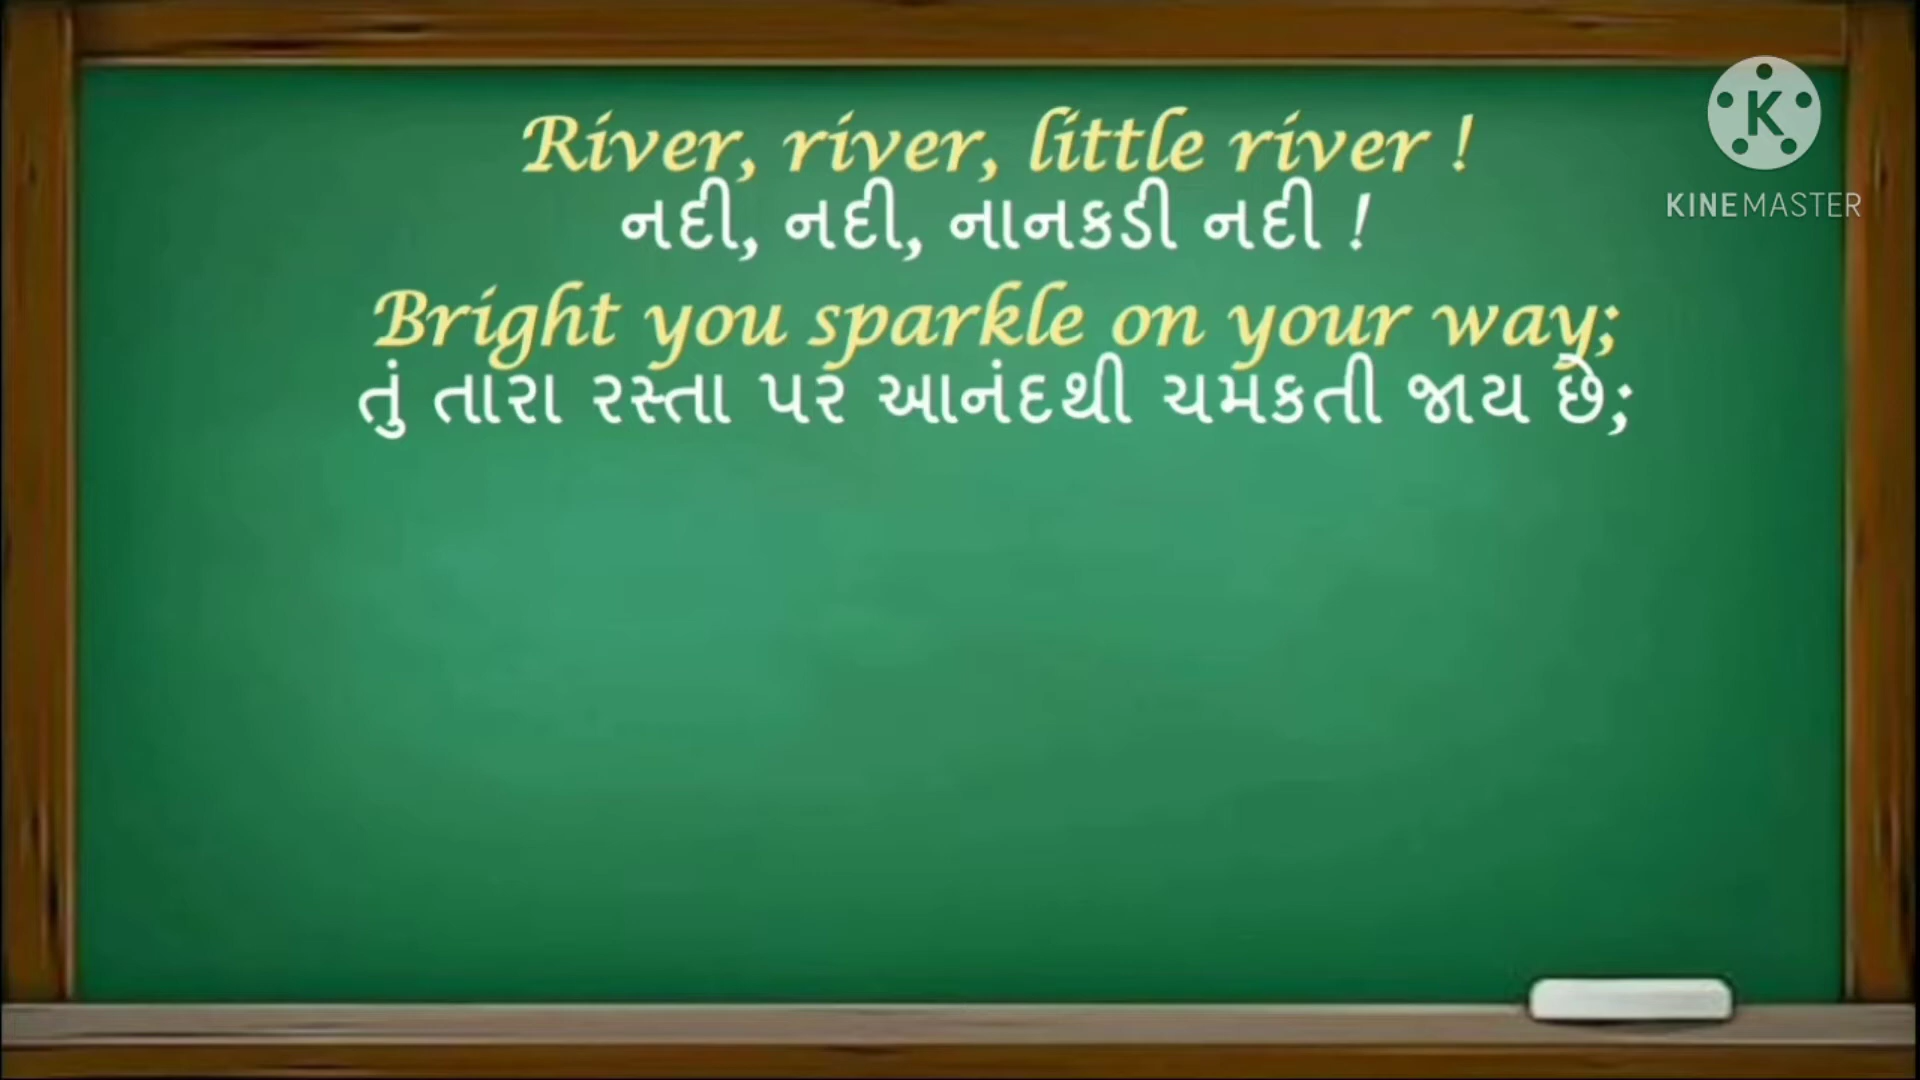 River, river, little river !
નદી, નદી, નાનકડી નદી !
Bright you sparkle on your way;
તું તારા રસ્તા પર આનંદથી ચમકતી જાય છે;
K
KINEMASTER